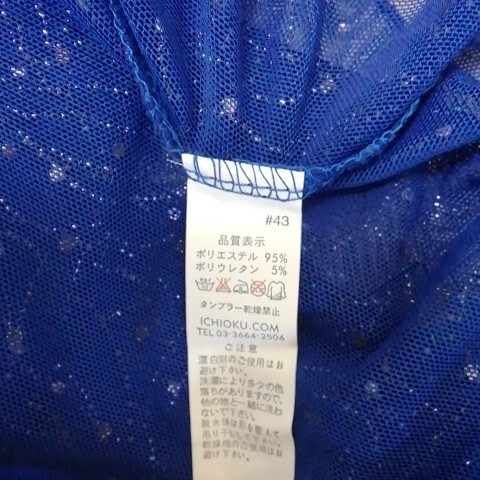 #43
品質表示
ポリエステル 95%
ポリウレタン 5%
タンブラー乾燥禁止
ICHIOKU.COM
TEL 03-3664-2506
ご注意
漂白剤のご使用はお
避け下さい。
洗濯により多少の色
落ちがありますので、
他の物と一緒に洗わ
ないで下さい。
脱水後は形を整えて
吊り干しして下さい。
乾燥機のご使用はお
避け下さい。